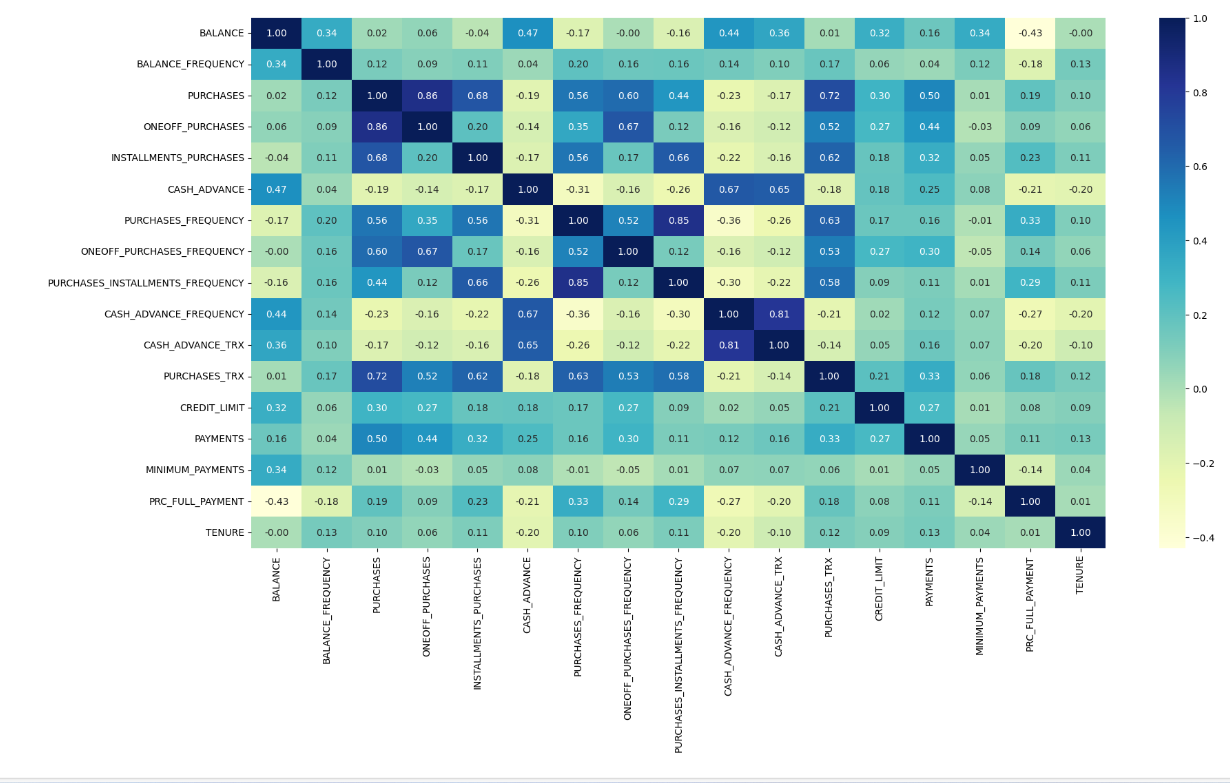 BALANCE 1.00 0.34 0.02 0.06 -0.04 0.47 -0.17 -0.00 -0.16 0.44 0.36 0.01 0.32 0.16 0.34 -0.43 -0.00
BALANCE_FREQUENCY 0.34 1.00 0.12 0.09 0.11 0.04 0.20 0.16 0.16 0.14 0.10 0.17 0.06 0.04 0.12 -0.18 0.13
PURCHASES 0.02 0.12 1.00 0.86 0.68 -0.19 0.56 0.60 0.44 -0.23 -0.17 0.72 0.30 0.50 0.01 0.19 0.10
ONEOFF_PURCHASES 0.06 0.09 0.86 1.00 0.20 -0.14 0.35 0.67 0.12 -0.16 -0.12 0.52 0.27 0.44 -0.03 0.09 0.06
INSTALLMENTS_PURCHASES -0.04 0.11 0.68 0.20 1.00 -0.17 0.56 0.17 0.66 -0.22 -0.16 0.62 0.18 0.32 0.05 0.23 0.11
CASH_ADVANCE 0.47 0.04 -0.19 -0.14 -0.17 1.00 -0.31 -0.16 -0.26 0.67 0.65 -0.18 0.18 0.25 0.08 -0.21 -0.20
PURCHASES_FREQUENCY -0.17 0.20 0.56 0.35 0.56 -0.31 1.00 0.52 0.85 -0.36 -0.26 0.63 0.17 0.16 -0.01 0.33 0.10
ONEOFF_PURCHASES_FREQUENCY -0.00 0.16 0.60 0.67 0.17 -0.16 0.52 1.00 0.12 -0.16 -0.12 0.53 0.27 0.30 -0.05 0.14 0.06
PURCHASES_INSTALLMENTS_FREQUENCY -0.16 0.16 0.44 0.12 0.66 -0.26 0.85 0.12 1.00 -0.30 -0.22 0.58 0.09 0.11 0.01 0.29 0.11
CASH_ADVANCE_FREQUENCY 0.44 0.14 -0.23 -0.16 -0.22 0.67 -0.36 -0.16 -0.30 1.00 0.81 -0.21 0.02 0.12 0.07 -0.27 -0.20
CASH_ADVANCE_TRX 0.36 0.10 -0.17 -0.12 -0.16 0.65 -0.26 -0.12 -0.22 0.81 1.00 -0.14 0.05 0.16 0.07 -0.20 -0.10
PURCHASES_TRX 0.01 0.17 0.72 0.52 0.62 -0.18 0.63 0.53 0.58 -0.21 -0.14 1.00 0.21 0.33 0.06 0.18 0.12
CREDIT_LIMIT 0.32 0.06 0.30 0.27 0.18 0.18 0.17 0.27 0.09 0.02 0.05 0.21 1.00 0.27 0.01 0.08 0.09
PAYMENTS 0.16 0.04 0.50 0.44 0.32 0.25 0.16 0.30 0.11 0.12 0.16 0.33 0.27 1.00 0.05 0.11 0.13
MINIMUM_PAYMENTS 0.34 0.12 0.01 -0.03 0.05 0.08 -0.01 -0.05 0.01 0.07 0.07 0.06 0.01 0.05 1.00 -0.14 0.04
PRC_FULL_PAYMENT -0.43 -0.18 0.19 0.09 0.23 -0.21 0.33 0.14 0.29 -0.27 -0.20 0.18 0.08 0.11 -0.14 1.00 0.01
TENURE -0.00 0.13 0.10 0.06 0.11 -0.20 0.10 0.06 0.11 -0.20 -0.10 0.12 0.09 0.13 0.04 0.01 1.00
BALANCE
BALANCE_FREQUENCY
PURCHASES
ONEOFF_PURCHASES
INSTALLMENTS_PURCHASES
CASH_ADVANCE
PURCHASES_FREQUENCY
ONEOFF_PURCHASES_FREQUENCY
PURCHASES_INSTALLMENTS_FREQUENCY
CASH_ADVANCE_FREQUENCY
CASH_ADVANCE_TRX
PURCHASES_TRX
CREDIT_LIMIT
PAYMENTS
MINIMUM_PAYMENTS
PRC_FULL_PAYMENT
TENURE
1.0
0.8
0.6
0.4
0.2
0.0
−0.2
−0.4